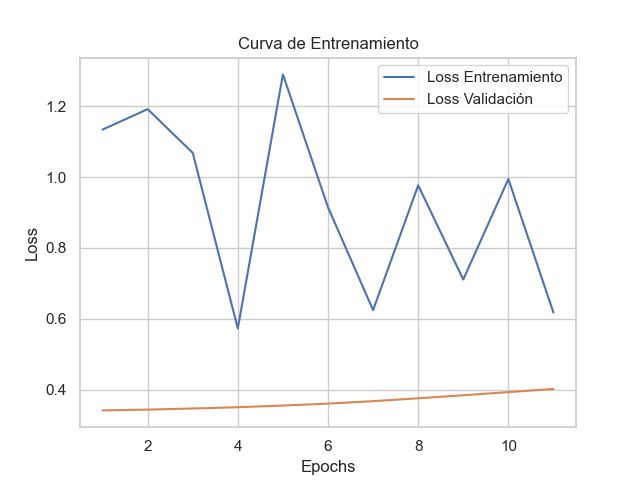 Curva de Entrenamiento
Loss Entrenamiento
Loss Validación
Loss
1.2
1.0
0.8
0.6
0.4
2 4 6 8 10
Epochs